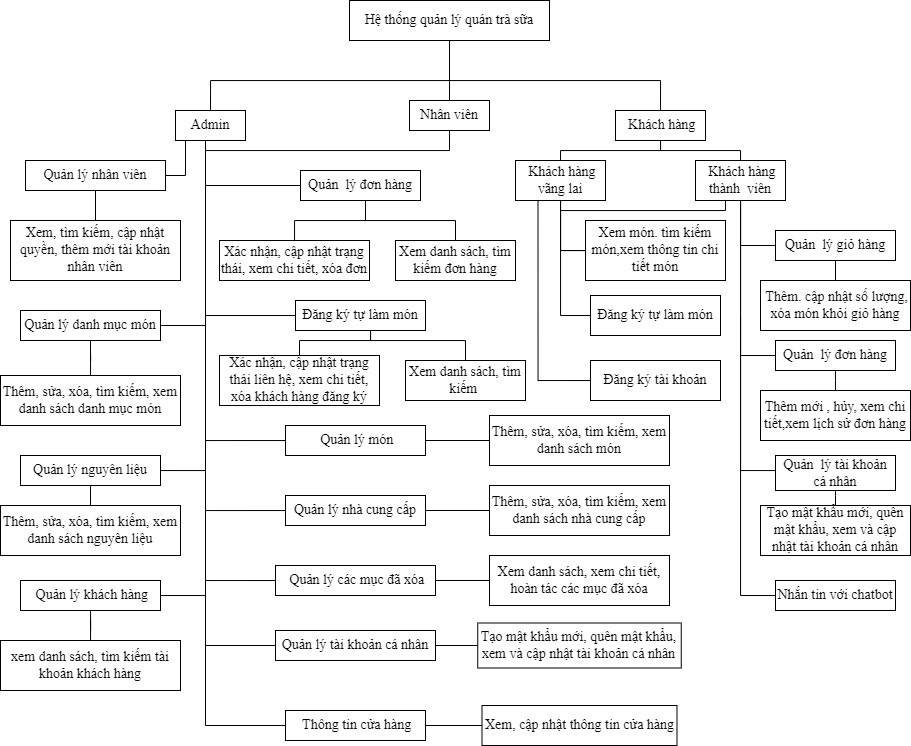 Hệ thống quản lý quán trà sữa
Admin
Nhân viên
Khách hàng
Quản lý nhân viên
Xem, tìm kiếm, cập nhật
quyền, thêm mới tài khoản
nhân viên
Quản lý đơn hàng
Xác nhận, cập nhật trạng
thái, xem chi tiết, xóa đơn
Xem danh sách, tìm
kiếm đơn hàng
Khách hàng
vãng lai
Khách hàng
thành viên
Xem món. tìm kiếm
món,xem thông tin chi
tiết món
Quản lý giỏ hàng
Thêm. cập nhật số lượng,
xóa món khỏi giỏ hàng
Quản lý danh mục món
Thêm, sửa, xóa, tìm kiếm, xem
danh sách danh mục món
Đăng ký tự làm món
Xác nhận, cập nhật trạng
thái liên hệ, xem chi tiết,
xóa khách hàng đăng ký
Xem danh sách, tìm
kiếm
Đăng ký tự làm món
Đăng ký tài khoản
Quản lý đơn hàng
Thêm mới , hủy, xem chi
tiết,xem lịch sử đơn hàng
Quản lý món
Thêm, sửa, xóa, tìm kiếm, xem
danh sách món
Quản lý nguyên liệu
Thêm, sửa, xóa, tìm kiếm, xem
danh sách nguyên liệu
Quản lý nhà cung cấp
Thêm, sửa, xóa, tìm kiếm, xem
danh sách nhà cung cấp
Quản lý tài khoản
cá nhân
Tạo mật khẩu mới, quên
mật khẩu, xem và cập
nhật tài khoản cá nhân
Quản lý khách hàng
xem danh sách, tìm kiếm tài
khoản khách hàng
Quản lý các mục đã xóa
Xem danh sách, xem chi tiết,
hoàn tác các mục đã xóa
Nhắn tin với chatbot
Quản lý tài khoản cá nhân
Tạo mật khẩu mới, quên mật khẩu,
xem và cập nhật tài khoản cá nhân
Thông tin cửa hàng
Xem, cập nhật thông tin cửa hàng